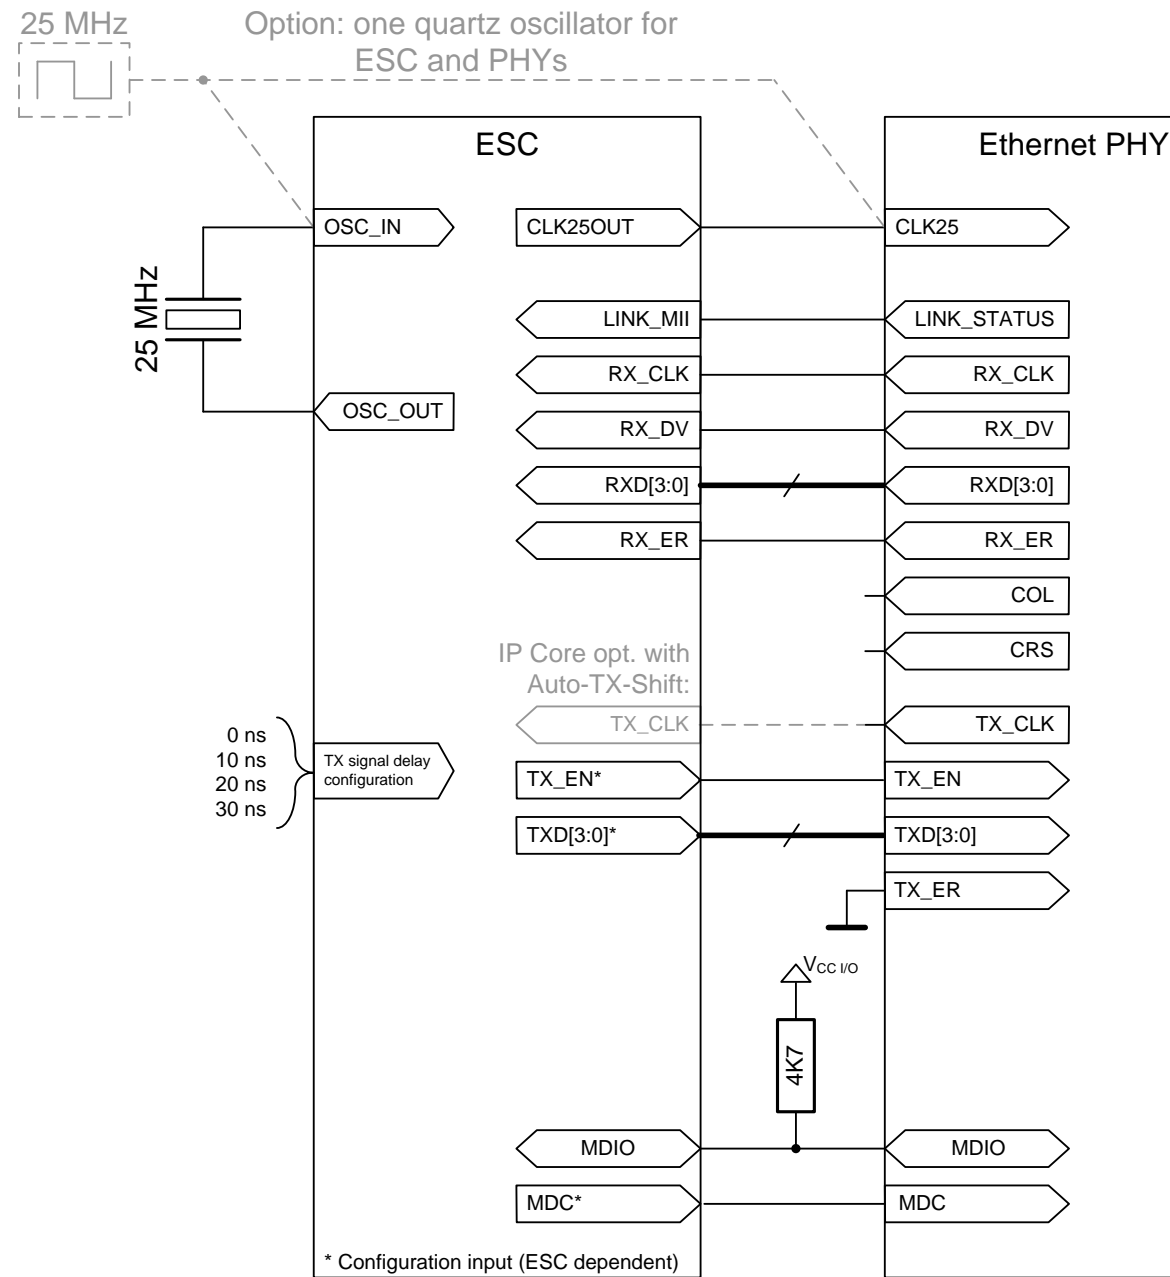 25 MHz
Option: one quartz oscillator for
ESC and PHYs
ESC
Ethernet PHY
OSC_IN
CLK25OUT
CLK25
25 MHz
LINK_MII
LINK_STATUS
RX_CLK
RX_CLK
OSC_OUT
RX_DV
RX_DV
RXD[3:0]
RXD[3:0]
RX_ER
RX_ER
COL
IP Core opt. with
Auto-TX-Shift:
CRS
TX_CLK
TX_CLK
0 ns
10 ns
20 ns
30 ns
TX signal delay
configuration
TX_EN*
TX_EN
TXD[3:0]*
TXD[3:0]
TX_ER
VCC I/O
4K7
MDIO
MDIO
MDC*
MDC
* Configuration input (ESC dependent)